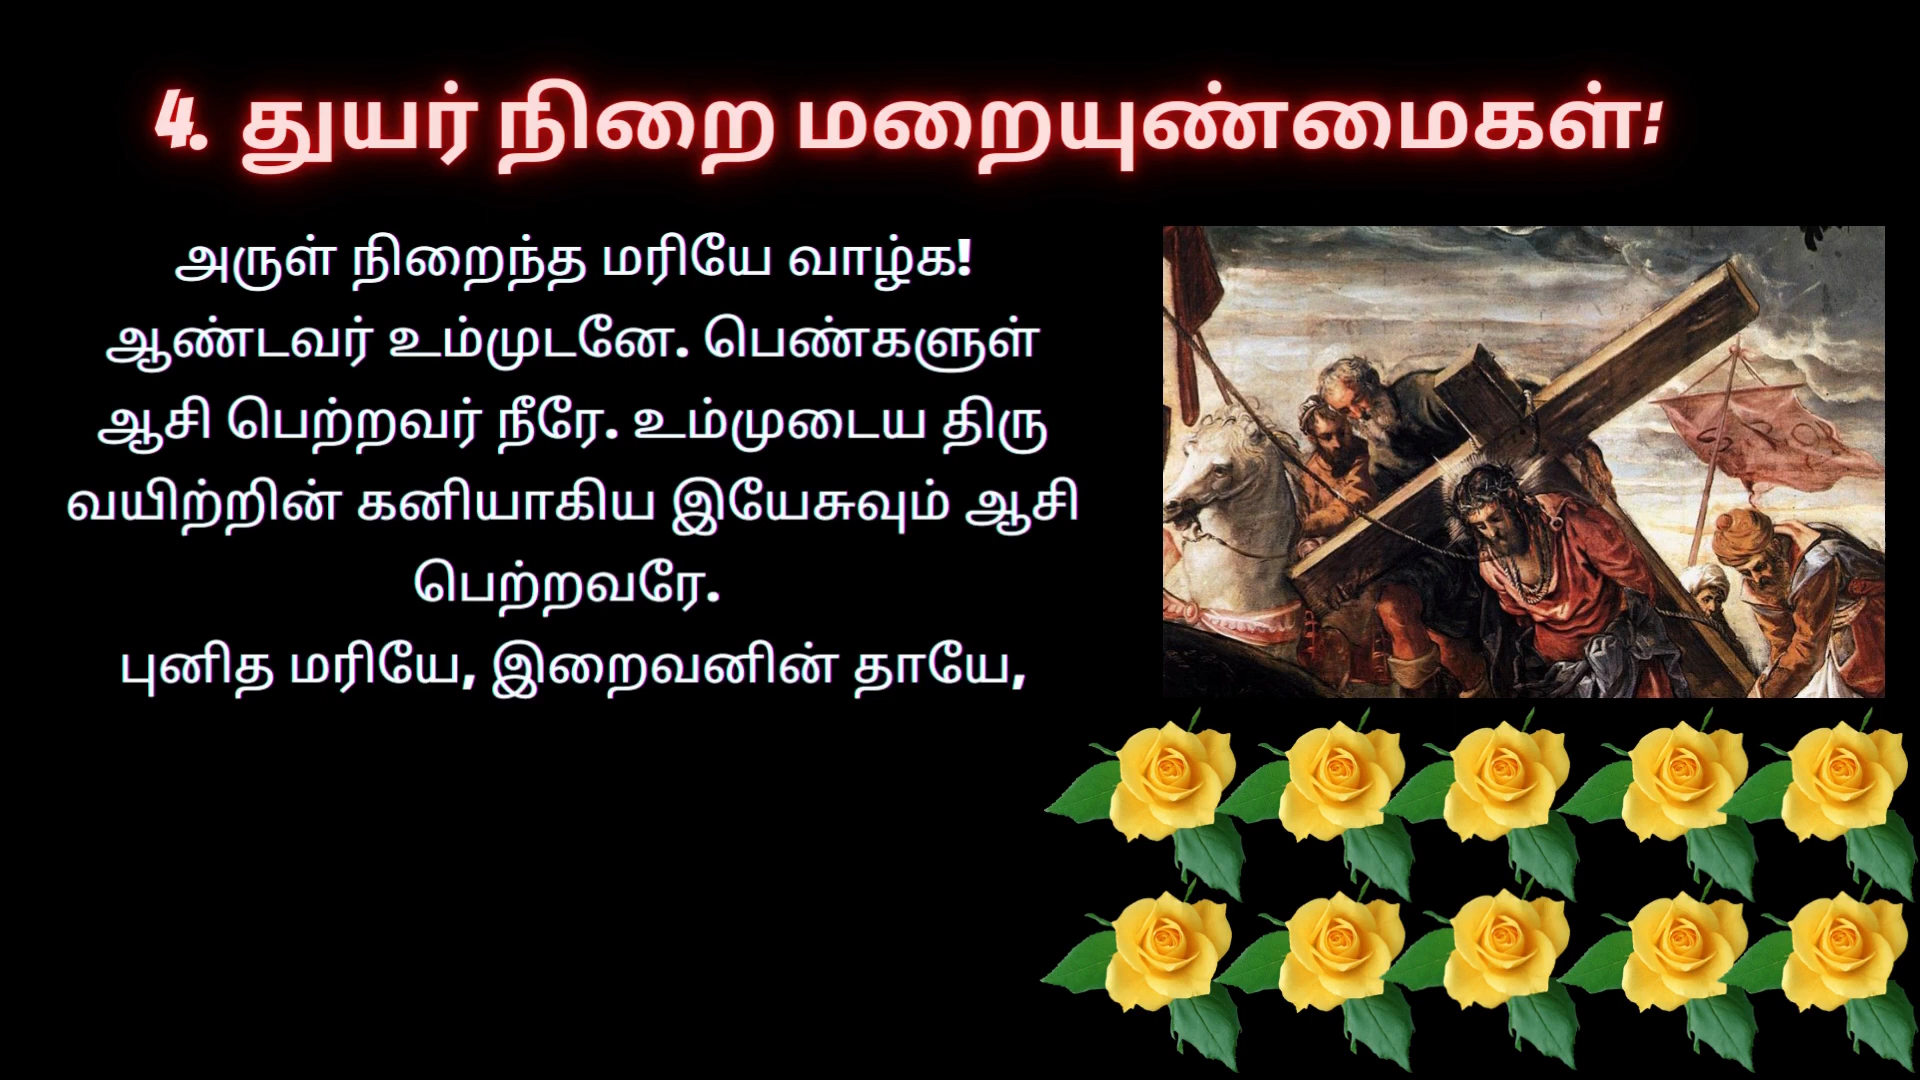 4. துயர் நிறை மறையுண்மைகள்:
அருள் நிறைந்த மரியே வாழ்க!
ஆண்டவர் உம்முடனே. பெண்களுள்
ஆசி பெற்றவர் நீரே. உம்முடைய திரு
வயிற்றின் கனியாகிய இயேசுவும் ஆசி
பெற்றவரே.
புனித மரியே, இறைவனின் தாயே,